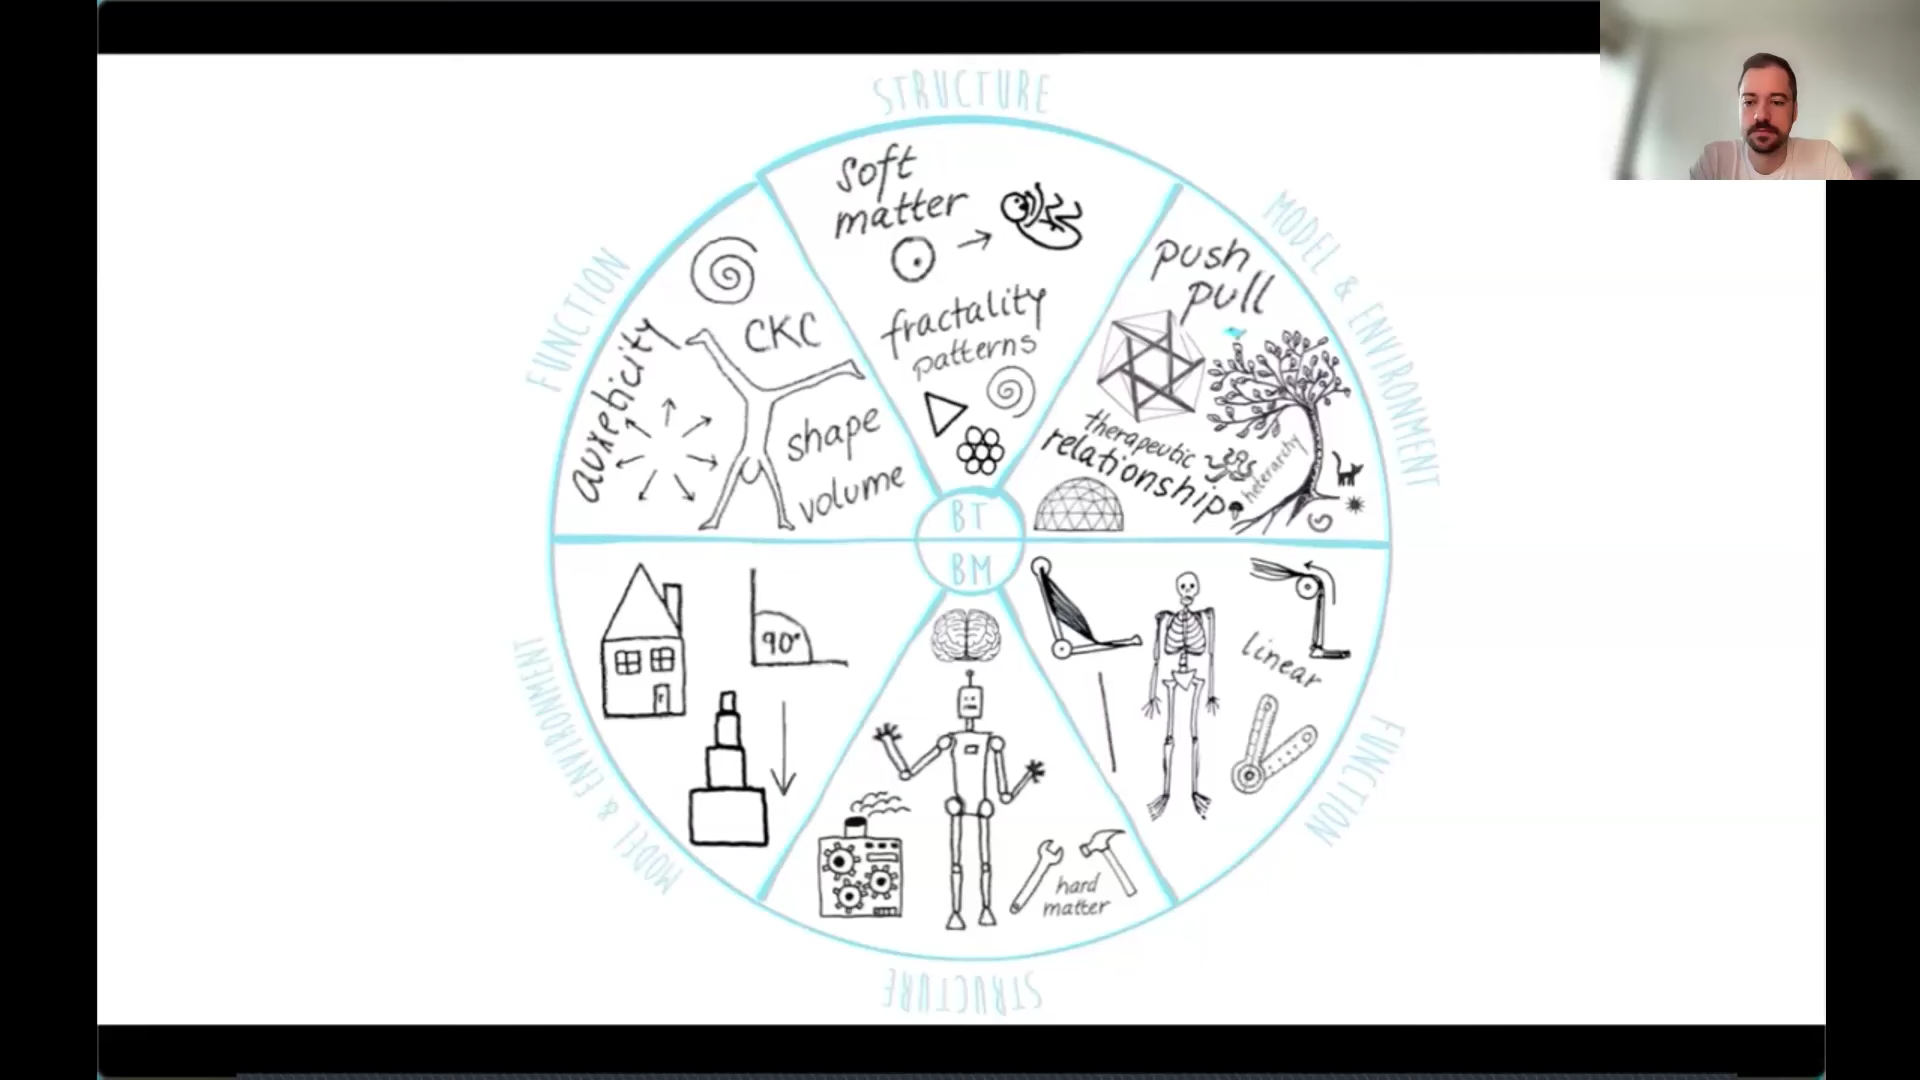 STRUCTURE
soft
matter
fractality
patterns
MODEL & ENVIRONMENT
push
pull
therapeutic
relationship
heterarchy
FUNCTION
auxeticity
CKC
shape
volume
BT
BM
90°
MODEL & ENVIRONMENT
hard
matter
STRUCTURE
linear
FUNCTION